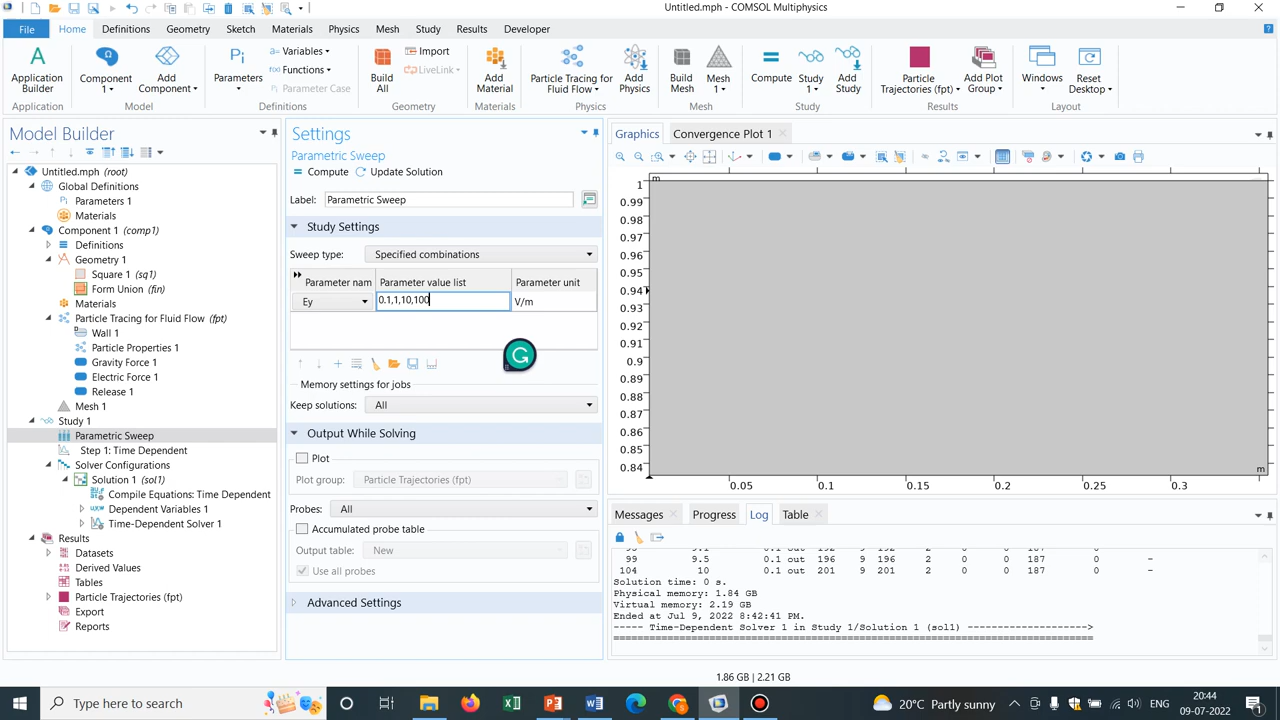 Untitled.mph - COMSOL Multiphysics
File
Home
Definitions
Geometry
Sketch
Materials
Physics
Mesh
Study
Results
Developer
Application
Builder
Application
Component
1
Add
Component
Model
Parameters
1
Variables
Functions
Parameter Case
Definitions
Build
All
Import
LiveLink
Geometry
Add
Material
Materials
Particle Tracing for
Fluid Flow
Add
Physics
Physics
Build
Mesh
Mesh
1
Mesh
Compute
Study
1
Add
Study
Study
Particle
Trajectories (fpt)
Add Plot
Group
Results
Windows
Reset
Desktop
Layout
Model Builder
Untitled.mph (root)
Global Definitions
Parameters 1
Materials
Component 1 (comp1)
Definitions
Geometry 1
Square 1 (sq1)
Form Union (fin)
Materials
Particle Tracing for Fluid Flow (fpt)
Wall 1
Particle Properties 1
Gravity Force 1
Electric Force 1
Release 1
Mesh 1
Study 1
Parametric Sweep
Step 1: Time Dependent
Solver Configurations
Solution 1 (sol1)
Compile Equations: Time Dependent
Dependent Variables 1
Time-Dependent Solver 1
Results
Datasets
Derived Values
Tables
Particle Trajectories (fpt)
Export
Reports
Settings
Parametric Sweep
Compute
Update Solution
Label: Parametric Sweep
Study Settings
Sweep type: Specified combinations
Parameter nam
Parameter value list
Parameter unit
Ey
0.1,1,10,100
V/m
Memory settings for jobs
Keep solutions: All
Output While Solving
Plot
Plot group: Particle Trajectories (fpt)
Probes: All
Accumulated probe table
Output table: New
Use all probes
Advanced Settings
Graphics
Convergence Plot 1
m
1
0.99
0.98
0.97
0.96
0.95
0.94
0.93
0.92
0.91
0.9
0.89
0.88
0.87
0.86
0.85
0.84
m
0.05
0.1
0.15
0.2
0.25
0.3
Messages
Progress
Log
Table
99 9.5 0.1 out 196 9 196 2 0 0 187 0 -
104 10 0.1 out 201 9 201 2 0 0 187 0 -
Solution time: 0 s.
Physical memory: 1.84 GB
Virtual memory: 2.19 GB
Ended at Jul 9, 2022 8:42:41 PM.
----- Time-Dependent Solver 1 in Study 1/Solution 1 (sol1) -------------------->
1.86 GB | 2.21 GB
Type here to search
20°C Partly sunny
ENG
20:44
09-07-2022